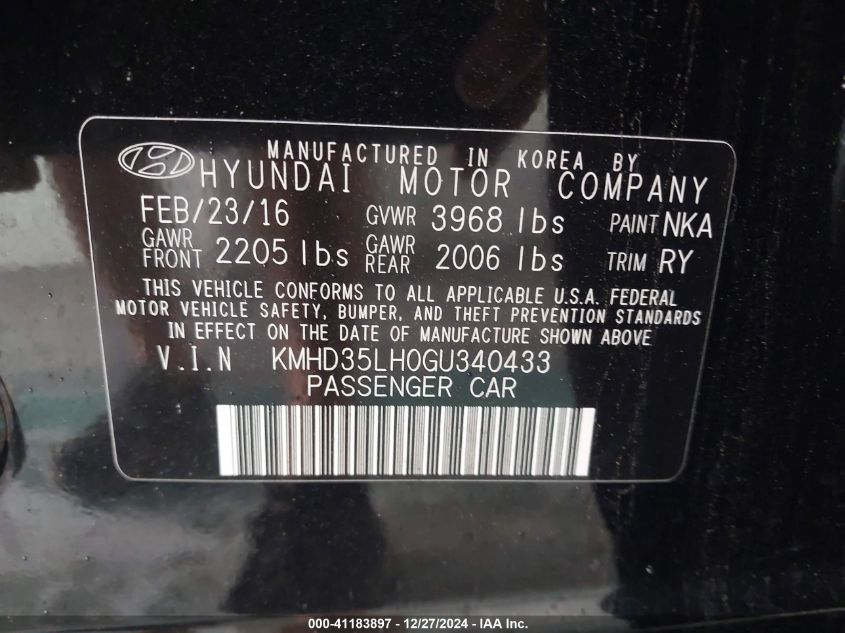 MANUFACTURED IN KOREA BY
HYUNDAI MOTOR COMPANY
FEB/23/16 GVWR 3968 lbs PAINT NKA
GAWR FRONT 2205 lbs GAWR REAR 2006 lbs TRIM RY
THIS VEHICLE CONFORMS TO ALL APPLICABLE U.S.A. FEDERAL
MOTOR VEHICLE SAFETY, BUMPER, AND THEFT PREVENTION STANDARDS
IN EFFECT ON THE DATE OF MANUFACTURE SHOWN ABOVE
V.I.N KMHD35LH0GU340433
PASSENGER CAR
000-41183897 - 12/27/2024 - IAA Inc.